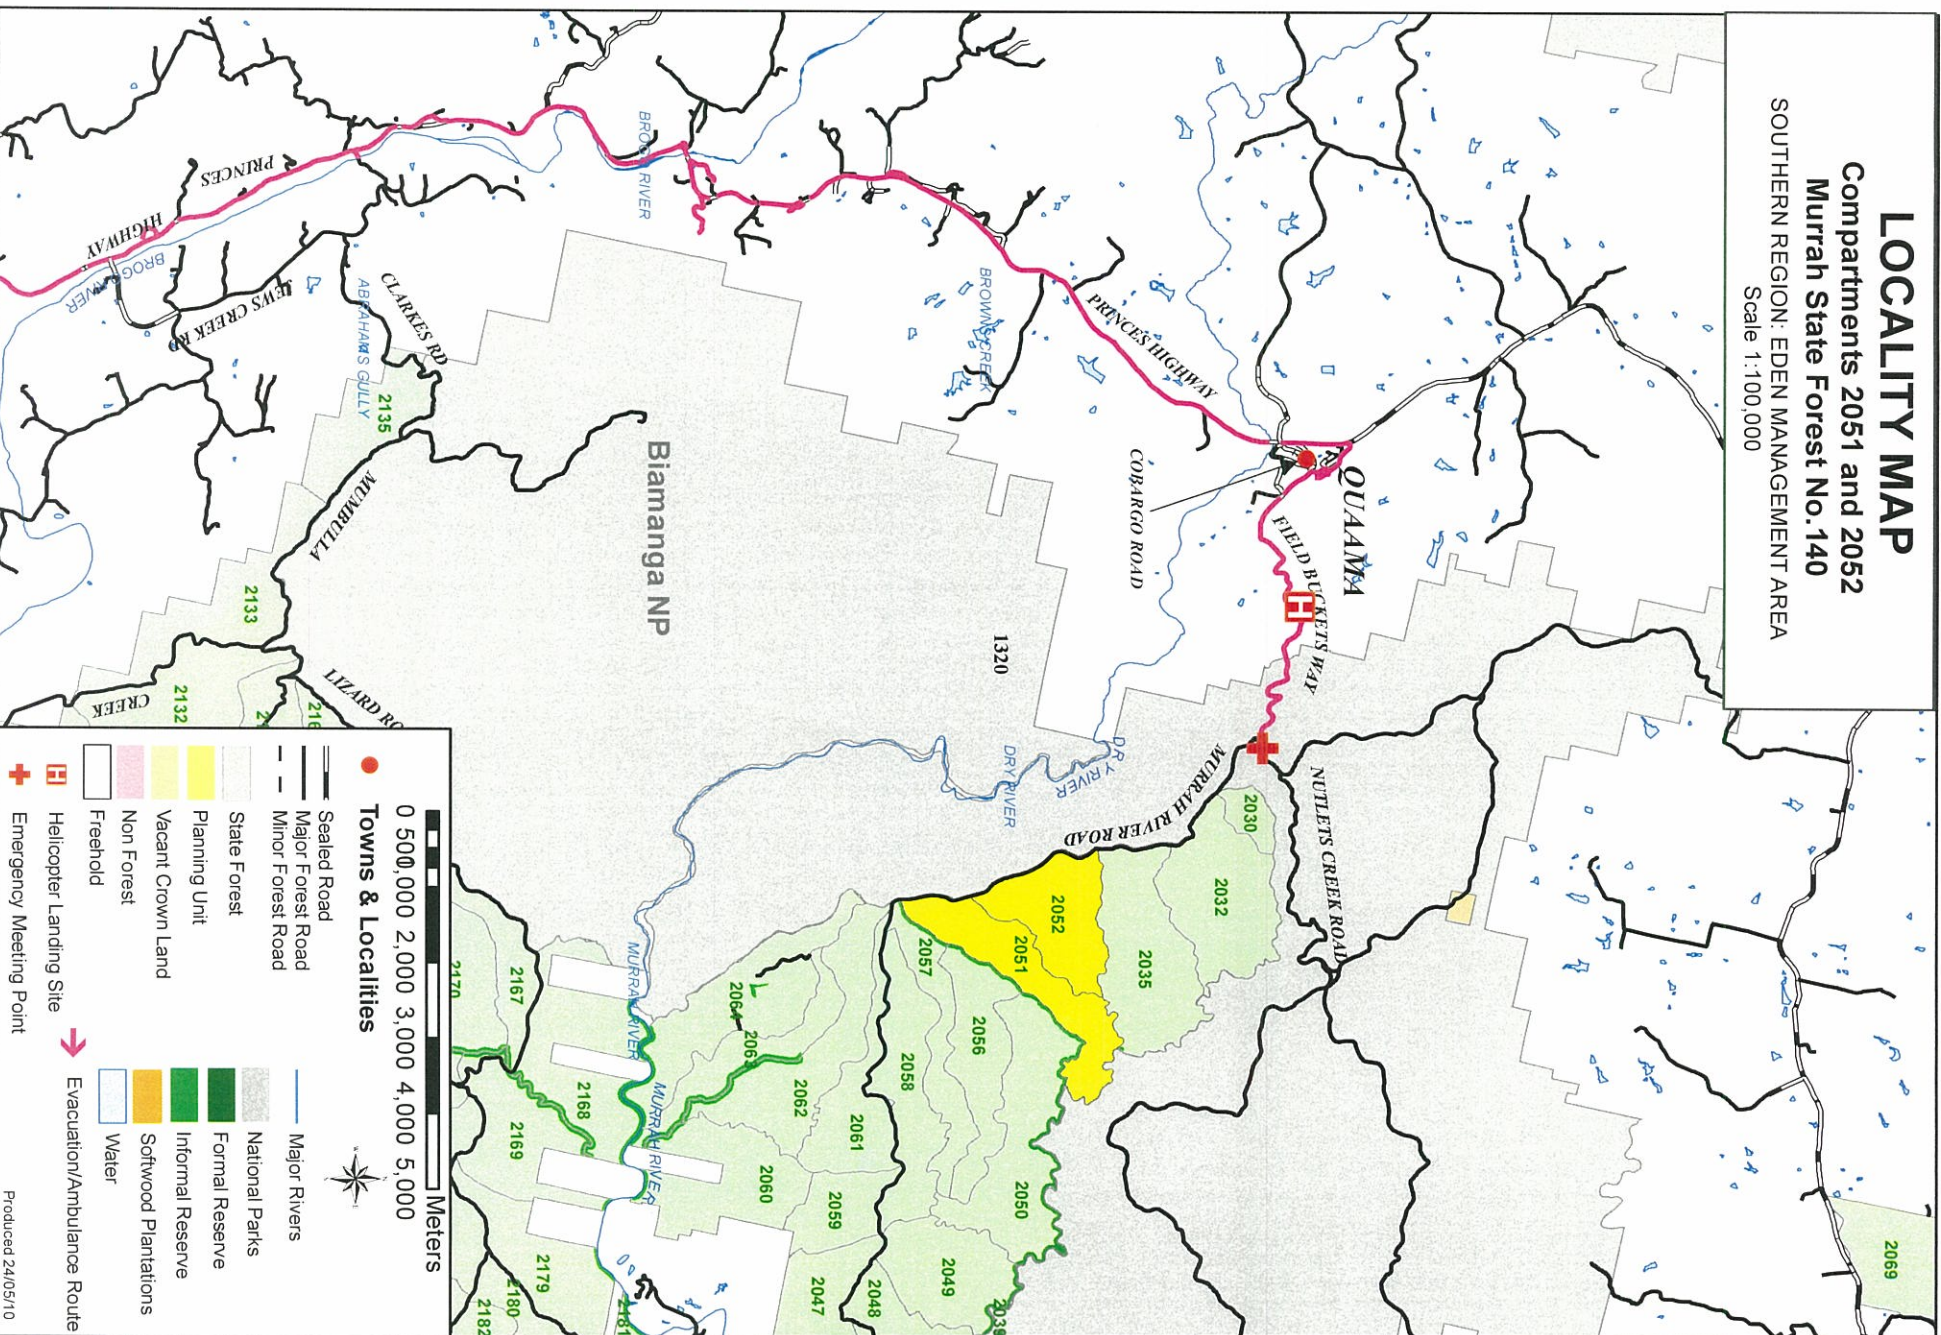 LOCALITY MAP
Compartments 2051 and 2052
Murrah State Forest No.140
SOUTHERN REGION: EDEN MANAGEMENT AREA
Scale 1:100,000
QUAAMA
COBARGO ROAD
FIELD BUCKETS WAY
PRINCES HIGHWAY
BROWNS CREEK
BROGO RIVER
PRINCES
HIGHWAY
BROGO RIVER
JEWS CREEK RD
CLARKES RD
ABRAHAMS GULLY
2135
MUMBULLA
2133
2132
CREEK
LIZARD RO
216
2
Biamanga NP
1320
DRY RIVER
DRY RIVER
MURRAH RIVER ROAD
NUTLETS CREEK ROAD
2030
2032
2035
2052
2051
2057
2056
2058
2064
2063
2062
2061
2060
2059
2050
2049
2048
2047
2039
2069
MURRAH RIVER
MURRAH RIVER
2167
2170
2168
2169
2179
2180
2181
2182
0 500 1,000 2,000 3,000 4,000 5,000
Meters
Towns & Localities
Sealed Road
Major Forest Road
Minor Forest Road
State Forest
Planning Unit
Vacant Crown Land
Non Forest
Freehold
Helicopter Landing Site
Emergency Meeting Point
Major Rivers
National Parks
Formal Reserve
Informal Reserve
Softwood Plantations
Water
Evacuation/Ambulance Route
Produced 24/05/10